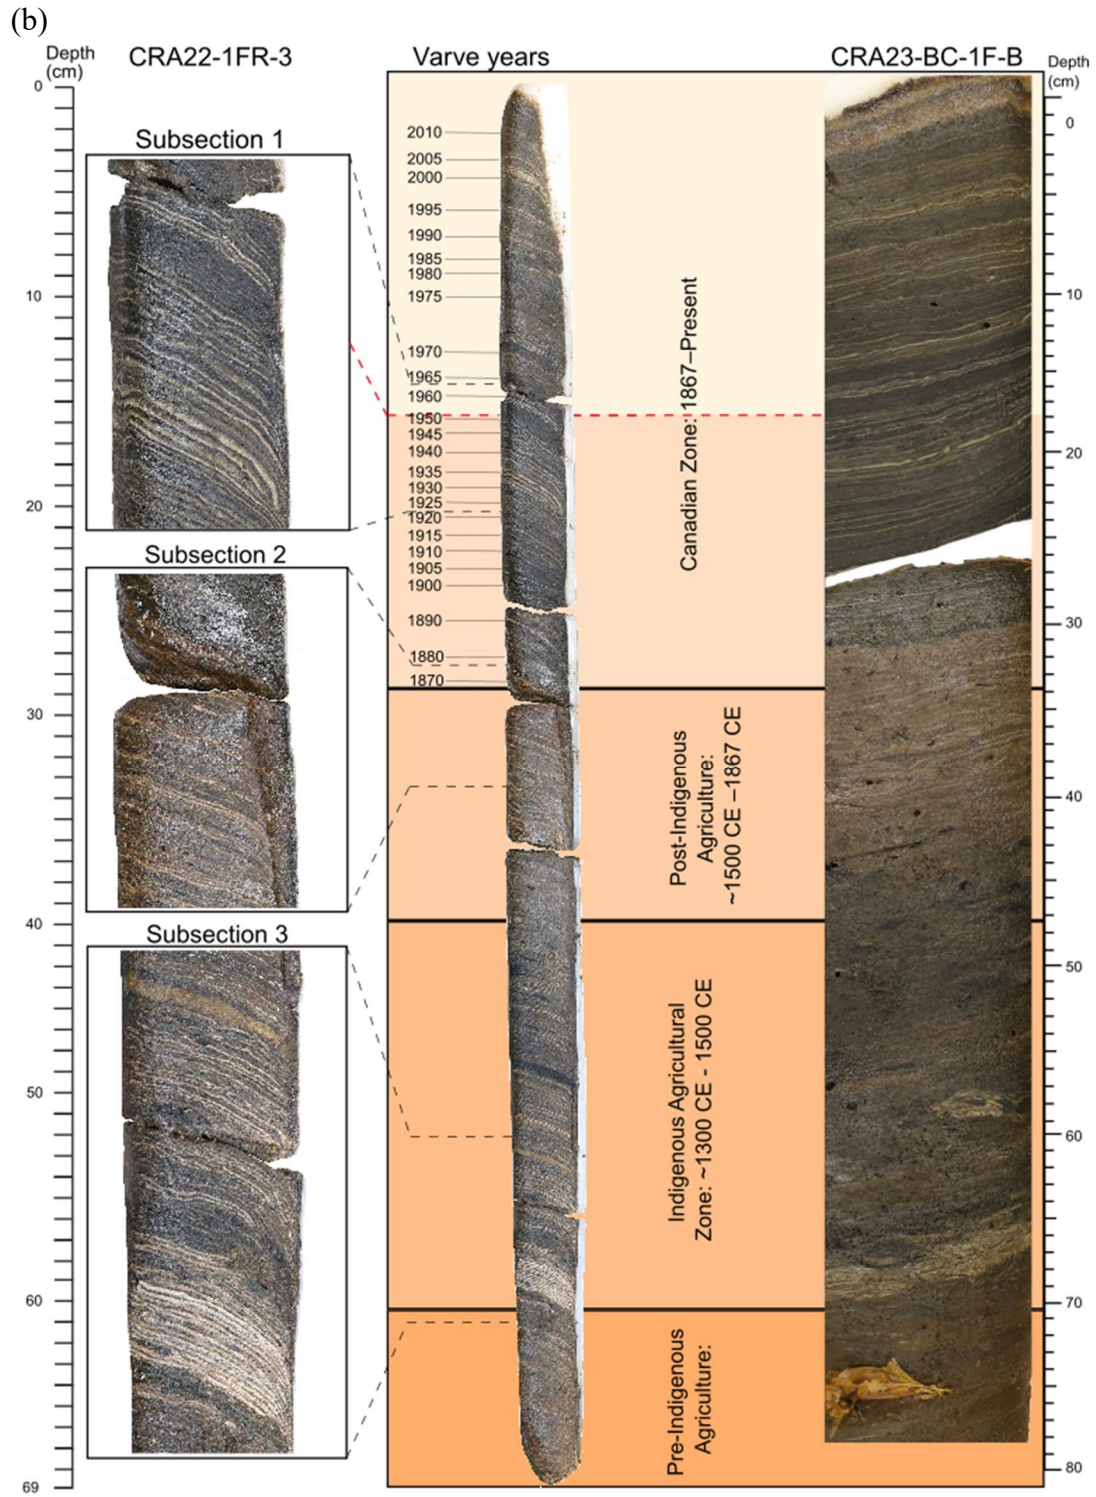 (b)
Depth
(cm)
CRA22-1FR-3
Varve years
CRA23-BC-1F-B
Depth
(cm)
0
10
20
30
40
50
60
69
Subsection 1
Subsection 2
Subsection 3
2010
2005
2000
1995
1990
1985
1980
1975
1970
1965
1960
1950
1945
1940
1935
1930
1925
1920
1915
1910
1905
1900
1890
1880
1870
Canadian Zone: 1867–Present
Post-Indigenous
Agriculture:
~1500 CE –1867 CE
Indigenous Agricultural
Zone: ~1300 CE - 1500 CE
Pre-Indigenous
Agriculture:
0
10
20
30
40
50
60
70
80